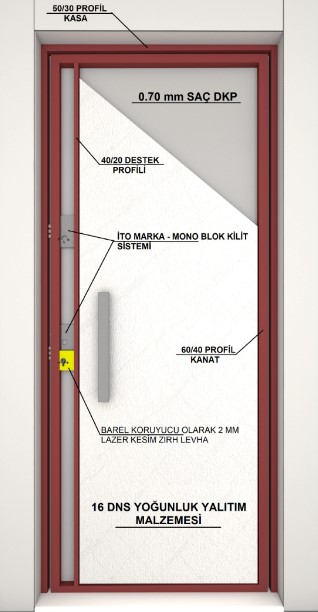 50/30 PROFİL
KASA
0.70 mm SAÇ DKP
40/20 DESTEK
PROFİLİ
İTO MARKA - MONO BLOK KİLİT
SİSTEMİ
60/40 PROFİL
KANAT
BAREL KORUYUCU OLARAK 2 MM
LAZER KESİM ZIRH LEVHA
16 DNS YOĞUNLUK YALITIM
MALZEMESİ